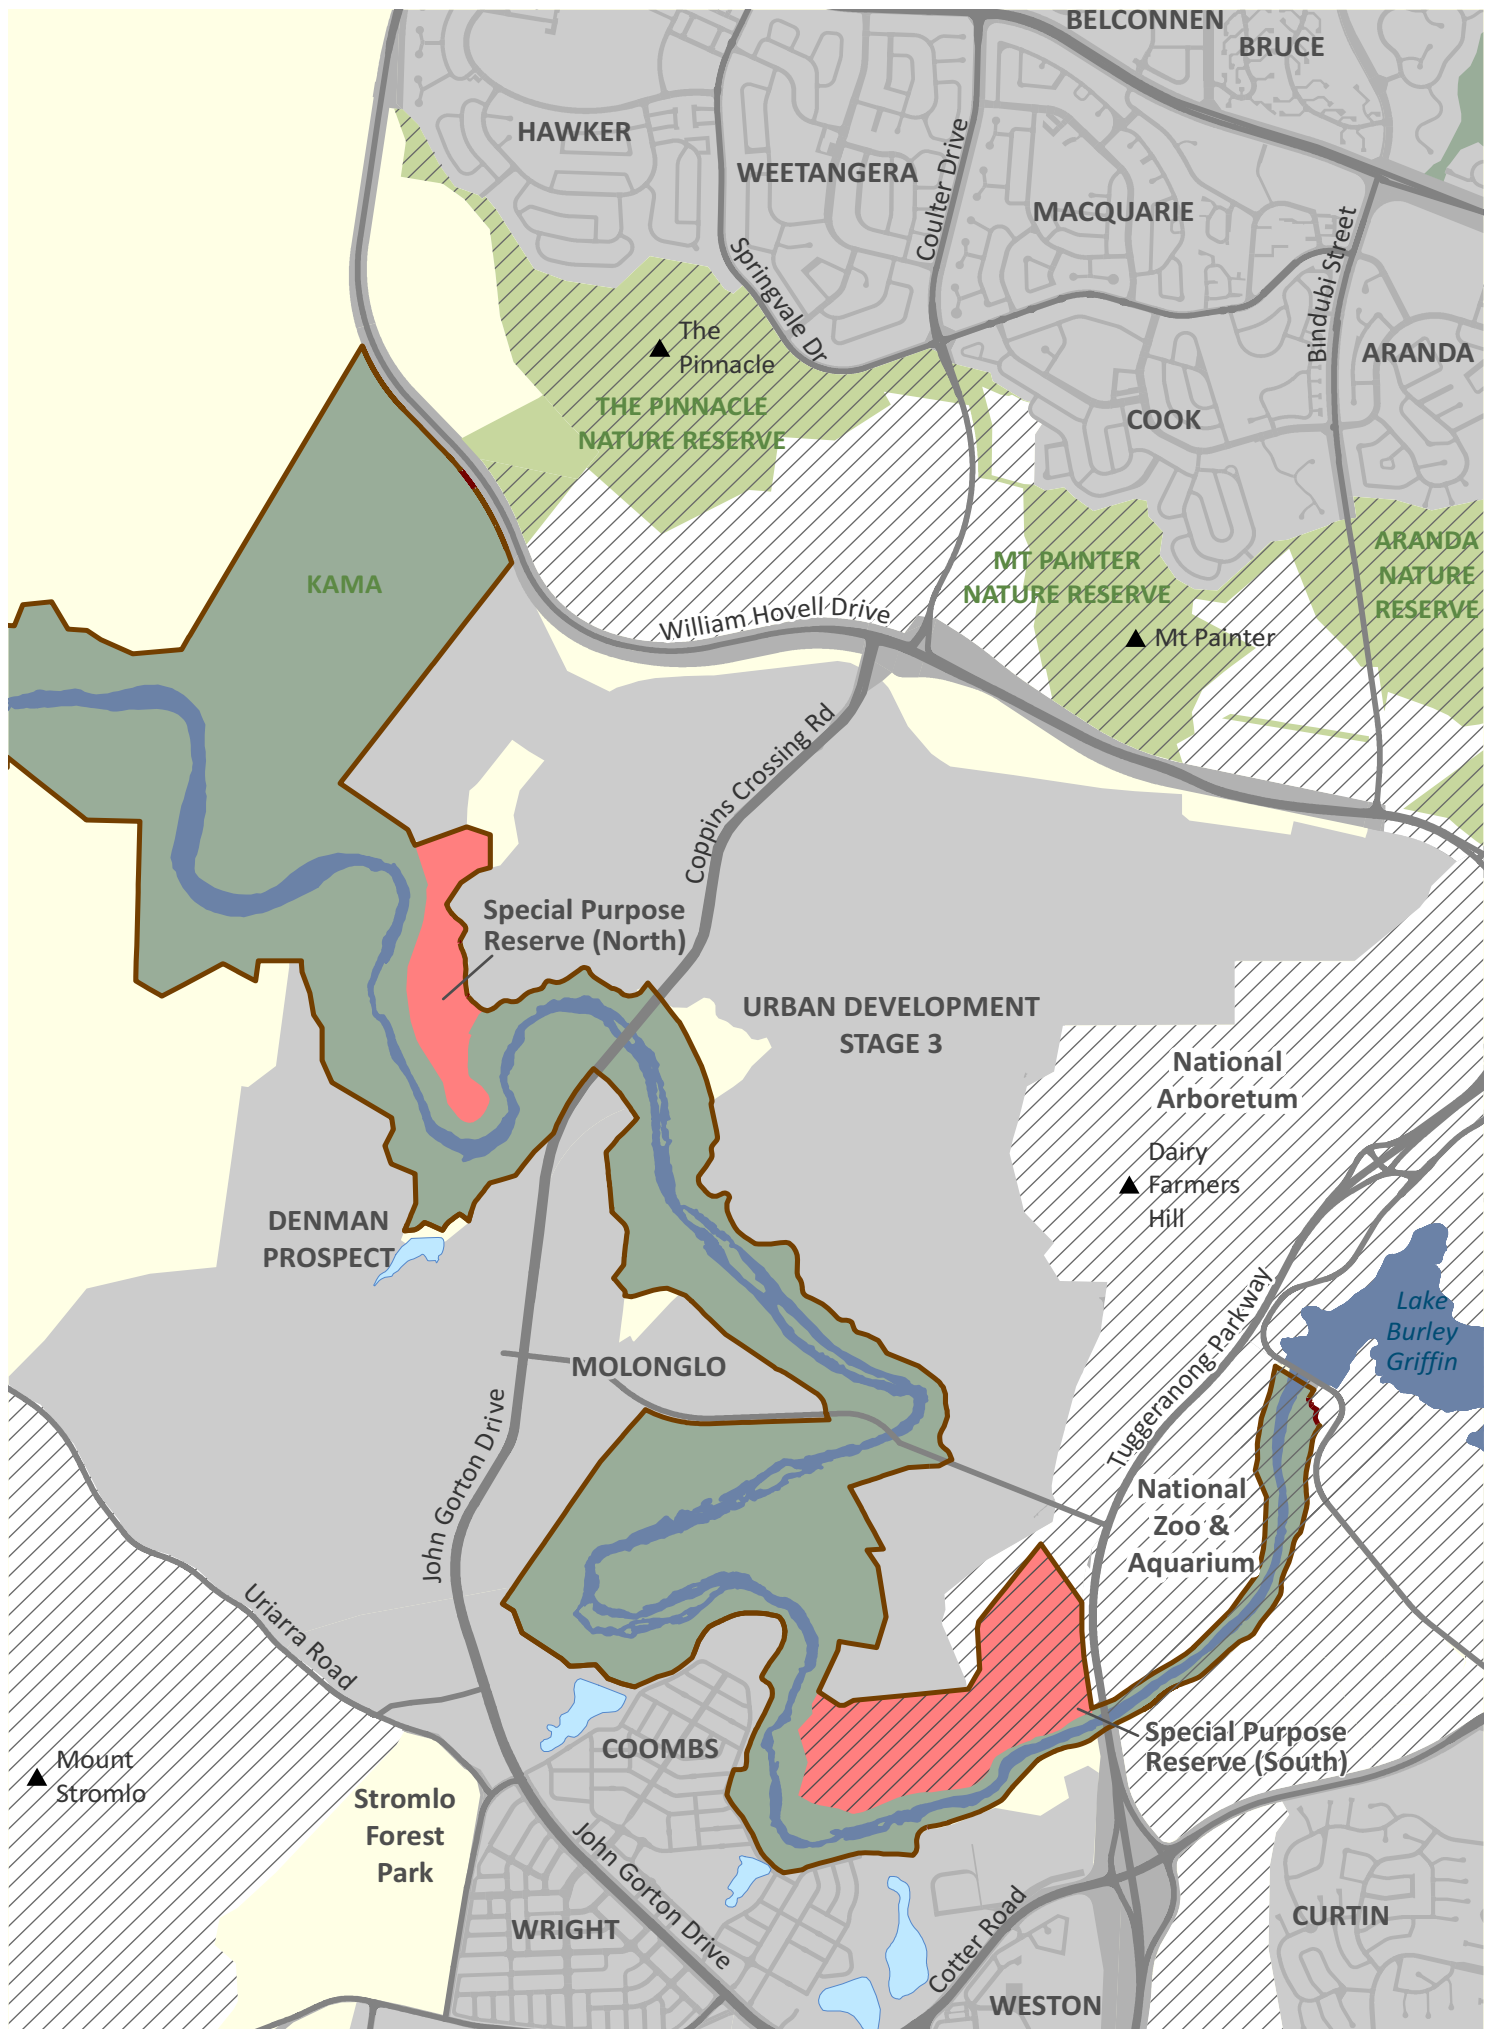 BELCONNEN
BRUCE
HAWKER
WEETANGERA
Coulter Drive
MACQUARIE
Bindubi Street
Springvale Dr
The
Pinnacle
ARANDA
THE PINNACLE
NATURE RESERVE
COOK
KAMA
MT PAINTER
NATURE RESERVE
ARANDA
NATURE
RESERVE
William Hovell Drive
Mt Painter
Coppins Crossing Rd
Special Purpose
Reserve (North)
URBAN DEVELOPMENT
STAGE 3
National
Arboretum
Dairy
Farmers
Hill
DENMAN
PROSPECT
Tuggeranong Parkway
Lake
Burley
Griffin
MOLONGLO
John Gorton Drive
National
Zoo &
Aquarium
Uriarra Road
Special Purpose
Reserve (South)
COOMBS
Mount
Stromlo
Stromlo
Forest
Park
John Gorton Drive
WRIGHT
Cotter Road
CURTIN
WESTON